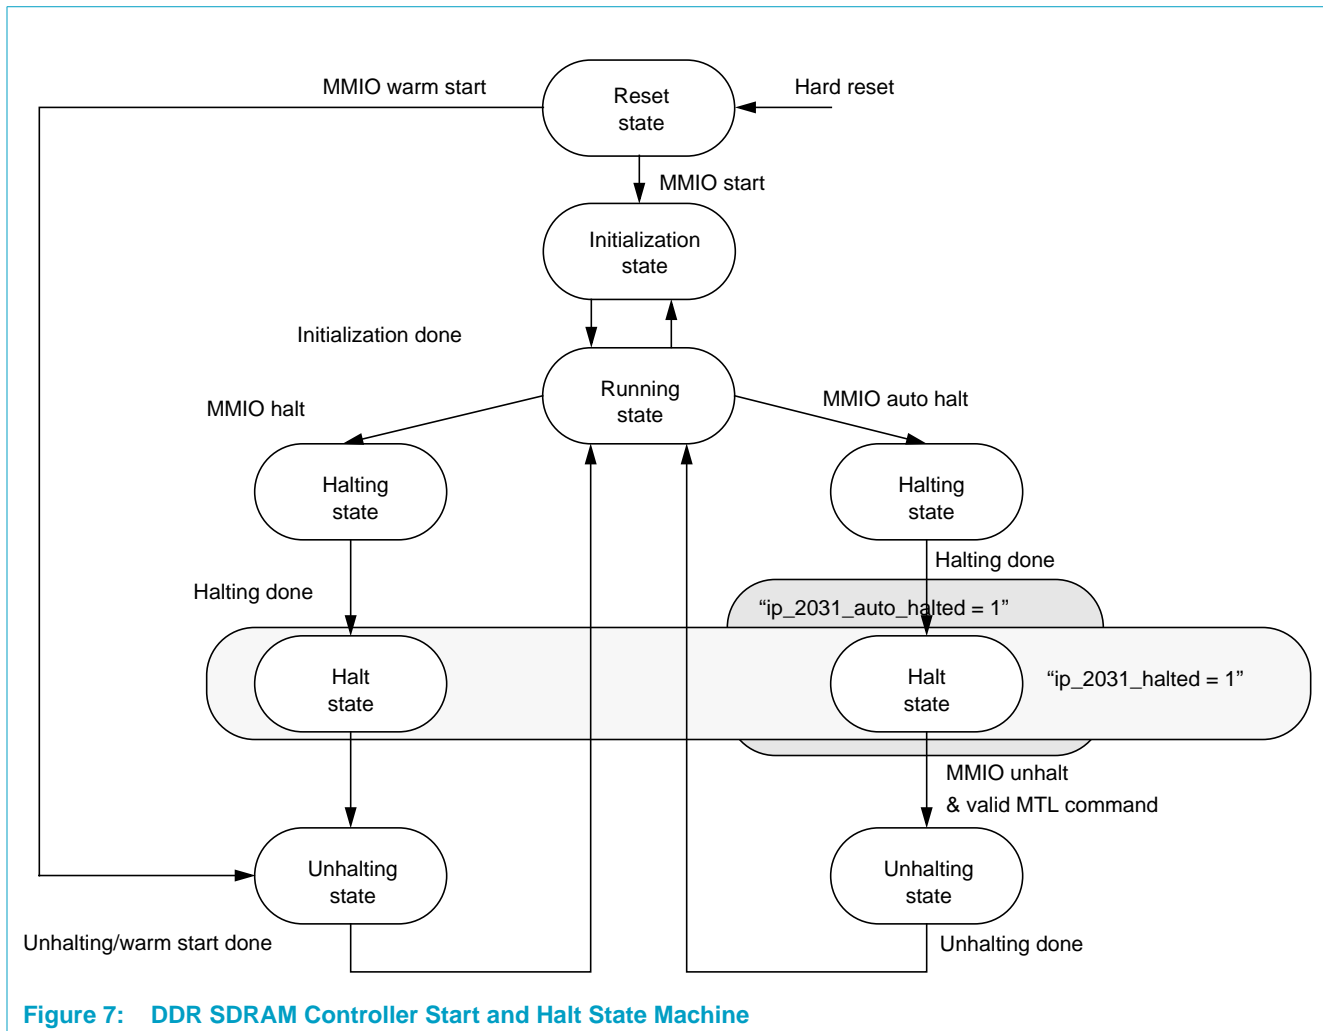 MMIO warm start
Hard reset
Reset
state
MMIO start
Initialization
state
Initialization done
Running
state
MMIO halt
MMIO auto halt
Halting
state
Halting
state
Halting done
Halting done
“ip_2031_auto_halted = 1”
Halt
state
Halt
state
“ip_2031_halted = 1”
MMIO unhalt
& valid MTL command
Unhalting
state
Unhalting
state
Unhalting/warm start done
Unhalting done
Figure 7: DDR SDRAM Controller Start and Halt State Machine